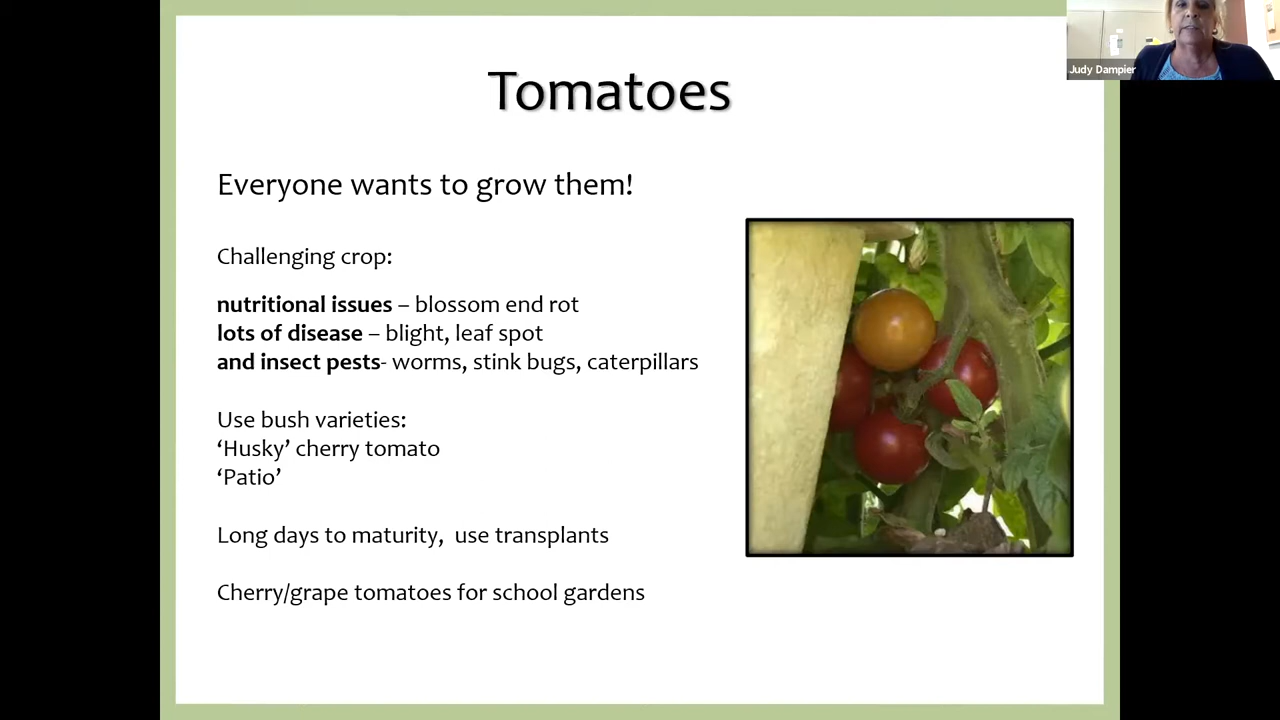 Tomatoes
Judy Dampier
Everyone wants to grow them!
Challenging crop:
nutritional issues – blossom end rot
lots of disease – blight, leaf spot
and insect pests- worms, stink bugs, caterpillars
Use bush varieties:
‘Husky’ cherry tomato
‘Patio’
Long days to maturity,  use transplants
Cherry/grape tomatoes for school gardens